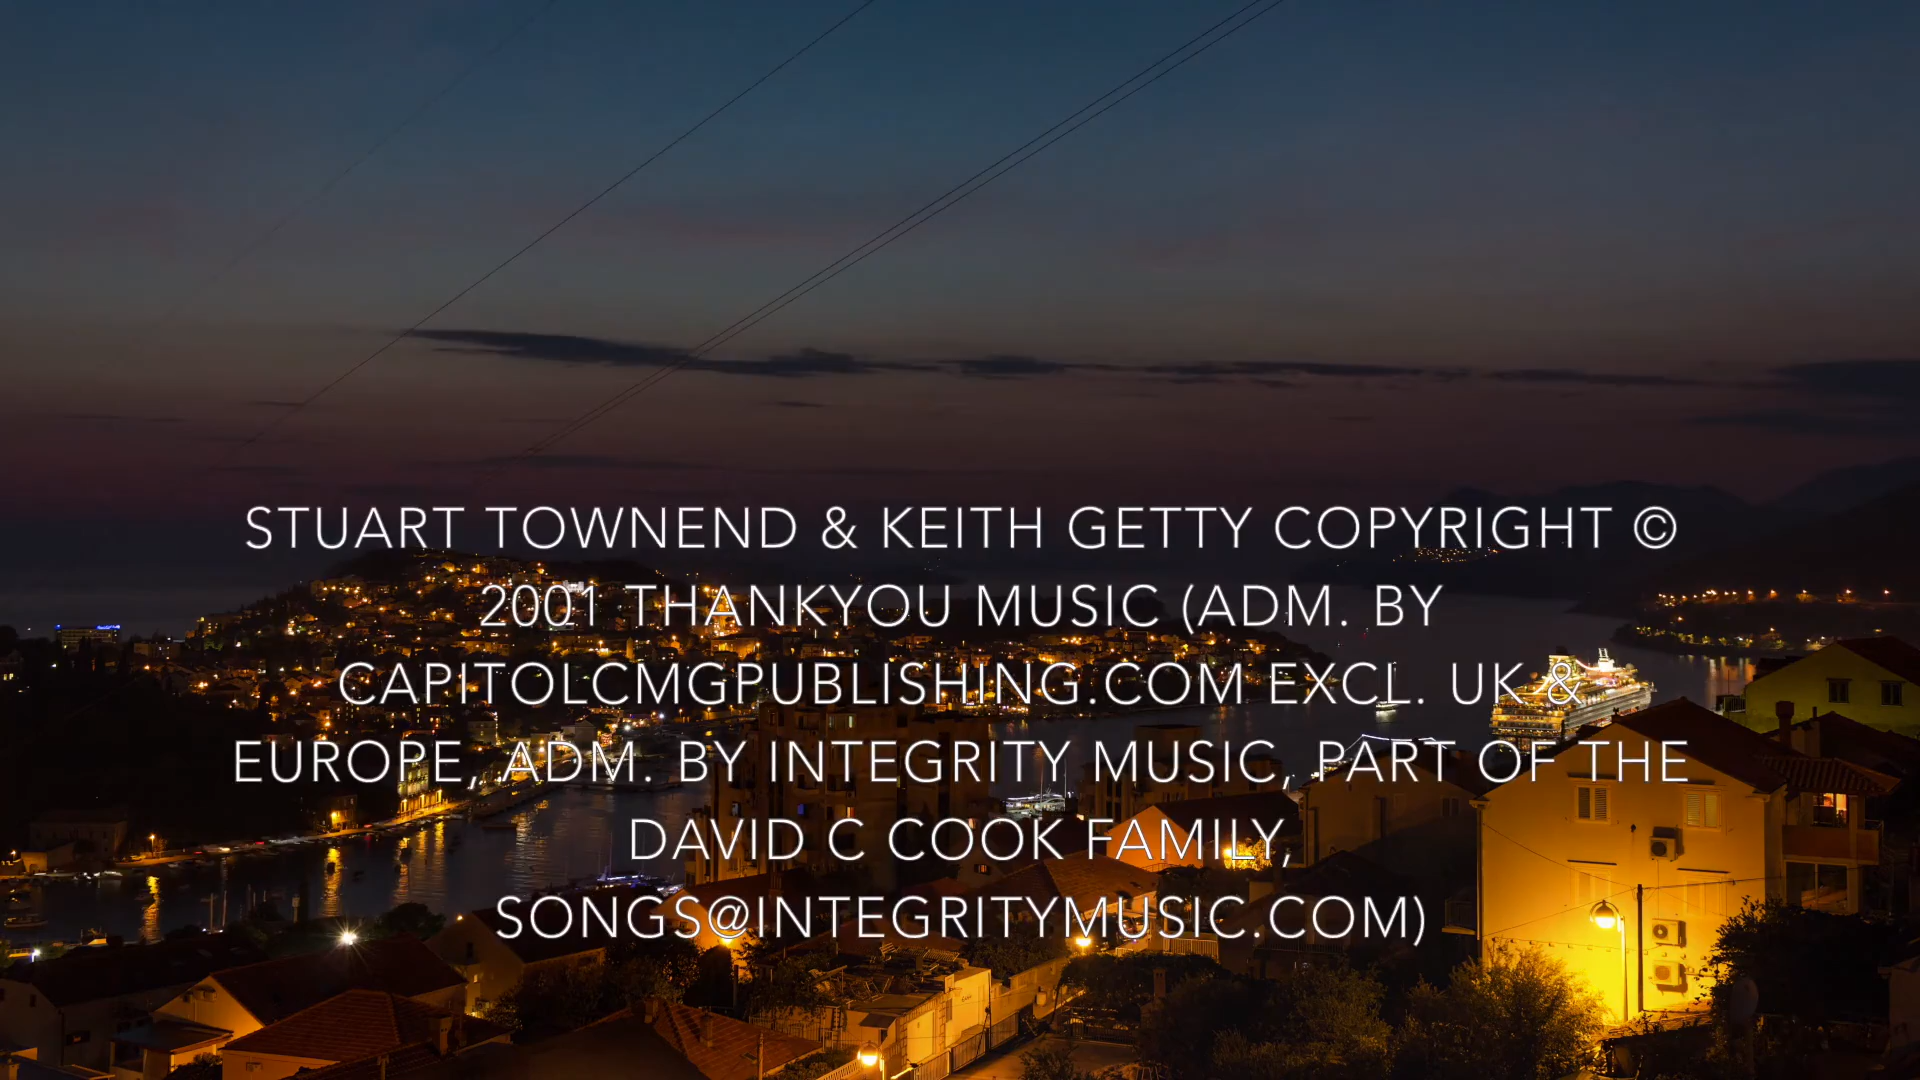 STUART TOWNEND & KEITH GETTY COPYRIGHT ©
2001 THANKYOU MUSIC (ADM. BY
CAPITOLCMGPUBLISHING.COM EXCL. UK &
EUROPE, ADM. BY INTEGRITY MUSIC, PART OF THE
DAVID C COOK FAMILY,
SONGS@INTEGRITYMUSIC.COM)